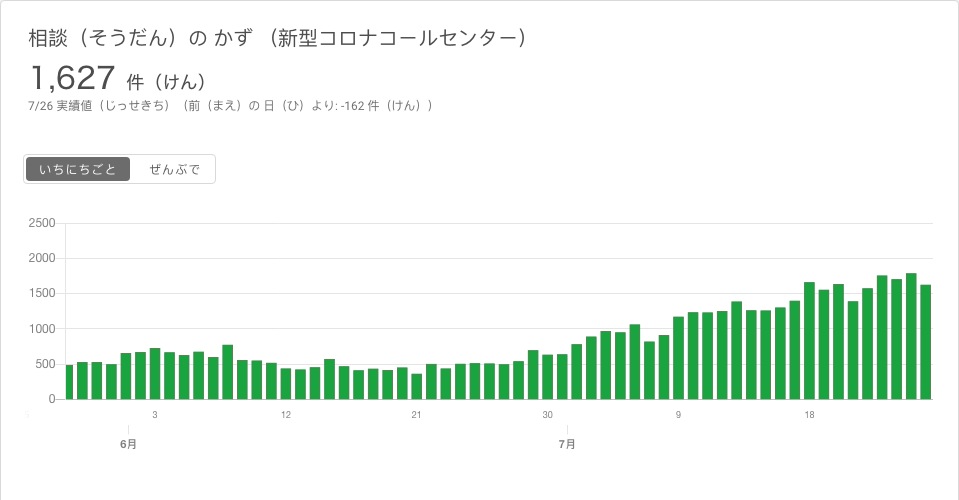 相談（そうだん）の かず （新型コロナコールセンター）
1,627 件（けん）
7/26 実績値（じっせきち）（前（まえ）の 日（ひ）より: -162 件（けん））
いちにちごと ぜんぶで
2500
2000
1500
1000
500
0
3 12 21 30 9 18
6月 7月